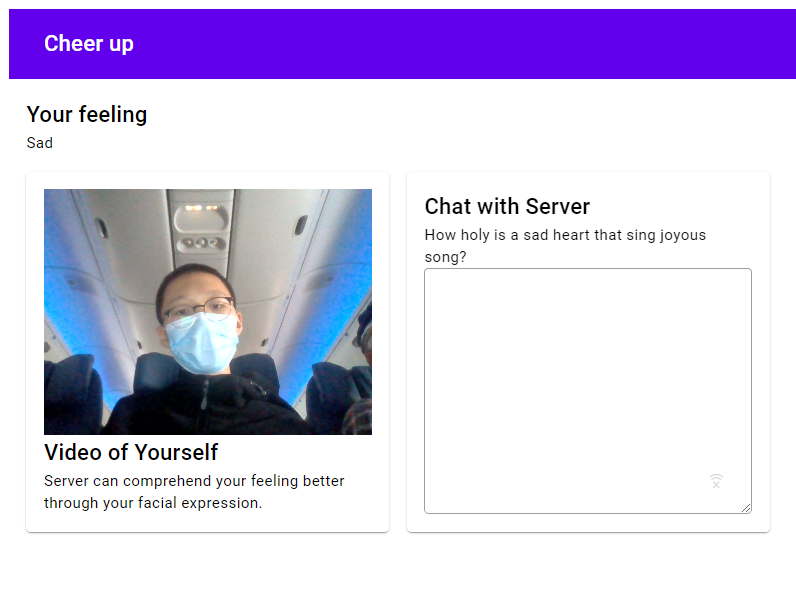 Cheer up
Your feeling
Sad
Video of Yourself
Server can comprehend your feeling better
through your facial expression.
Chat with Server
How holy is a sad heart that sing joyous
song?